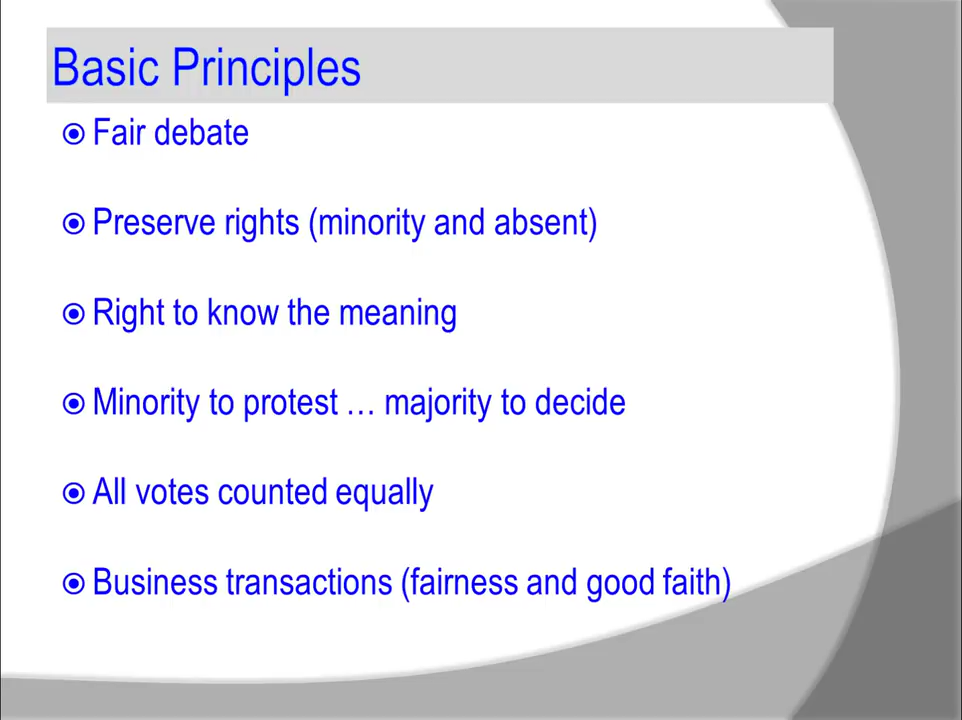 Basic Principles
Fair debate
Preserve rights (minority and absent)
Right to know the meaning
Minority to protest … majority to decide
All votes counted equally
Business transactions (fairness and good faith)